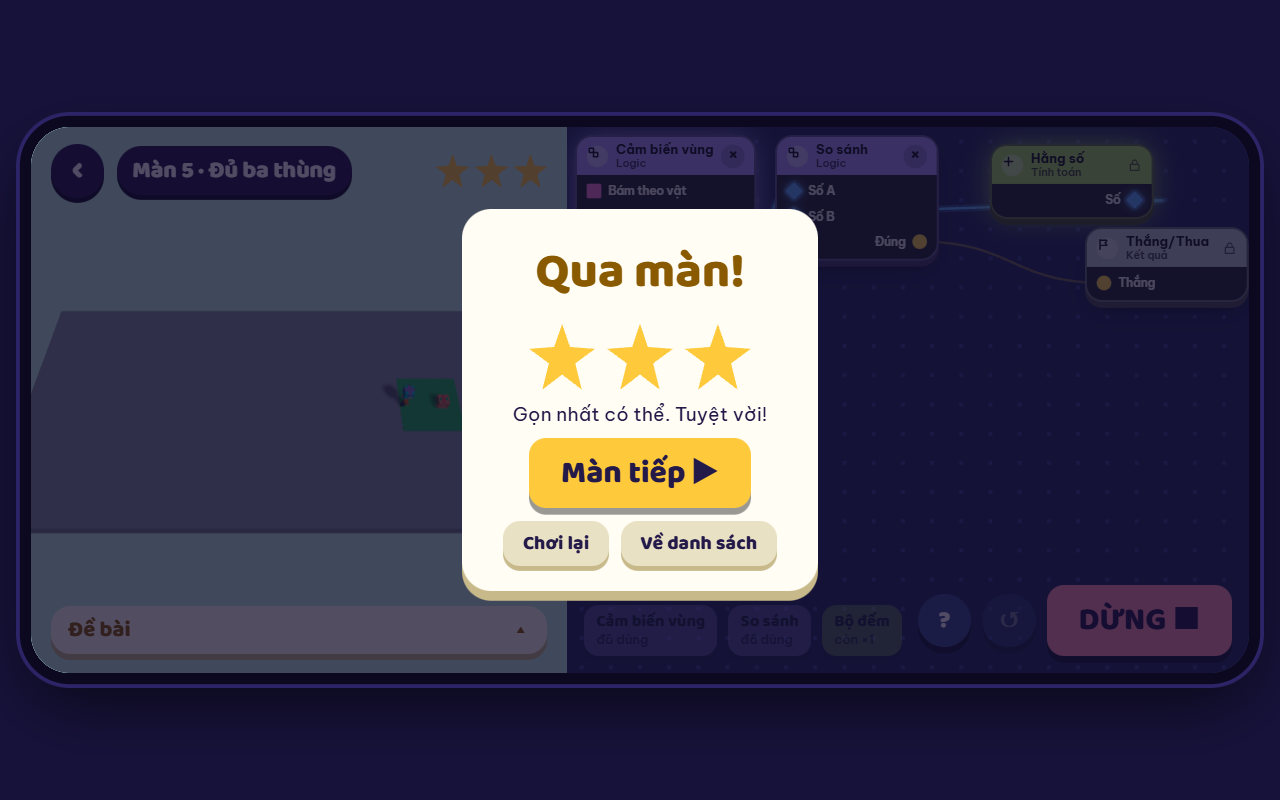 Màn 5 • Đủ ba thùng
Cảm biến vùng
Logic
Bám theo vật
So sánh
Logic
Số A
Số B
Đúng
Hằng số
Tính toán
Số
Thắng/Thua
Kết quả
Thắng
Qua màn!
Gọn nhất có thể. Tuyệt vời!
Màn tiếp ▶
Chơi lại
Về danh sách
Đề bài
Cảm biến vùng
đã dùng
So sánh
đã dùng
Bộ đếm
còn ×1
?
DỪNG